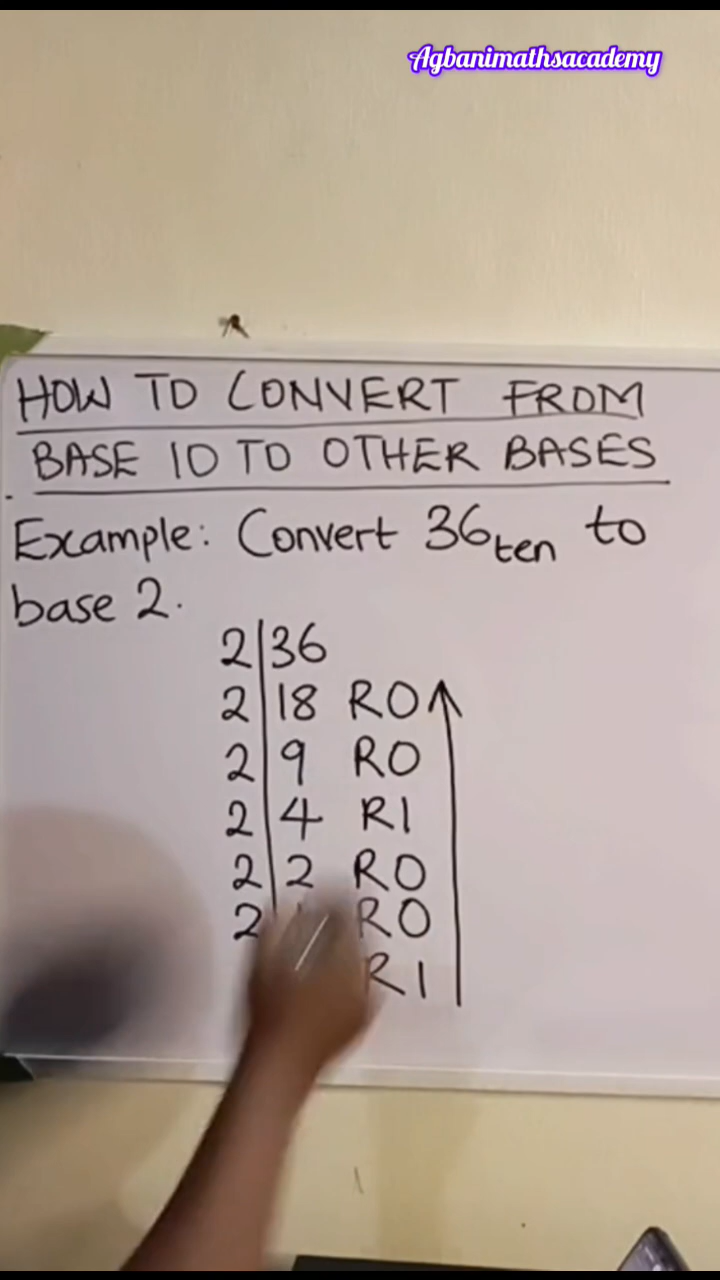 Agbanimathsacademy
HOW TO CONVERT FROM
BASE 10 TO OTHER BASES
Example: Convert 36ten to
base 2.
2|36
2|18 R0
2|9 R0
2|4 R1
2|2 R0
2 R0
R1